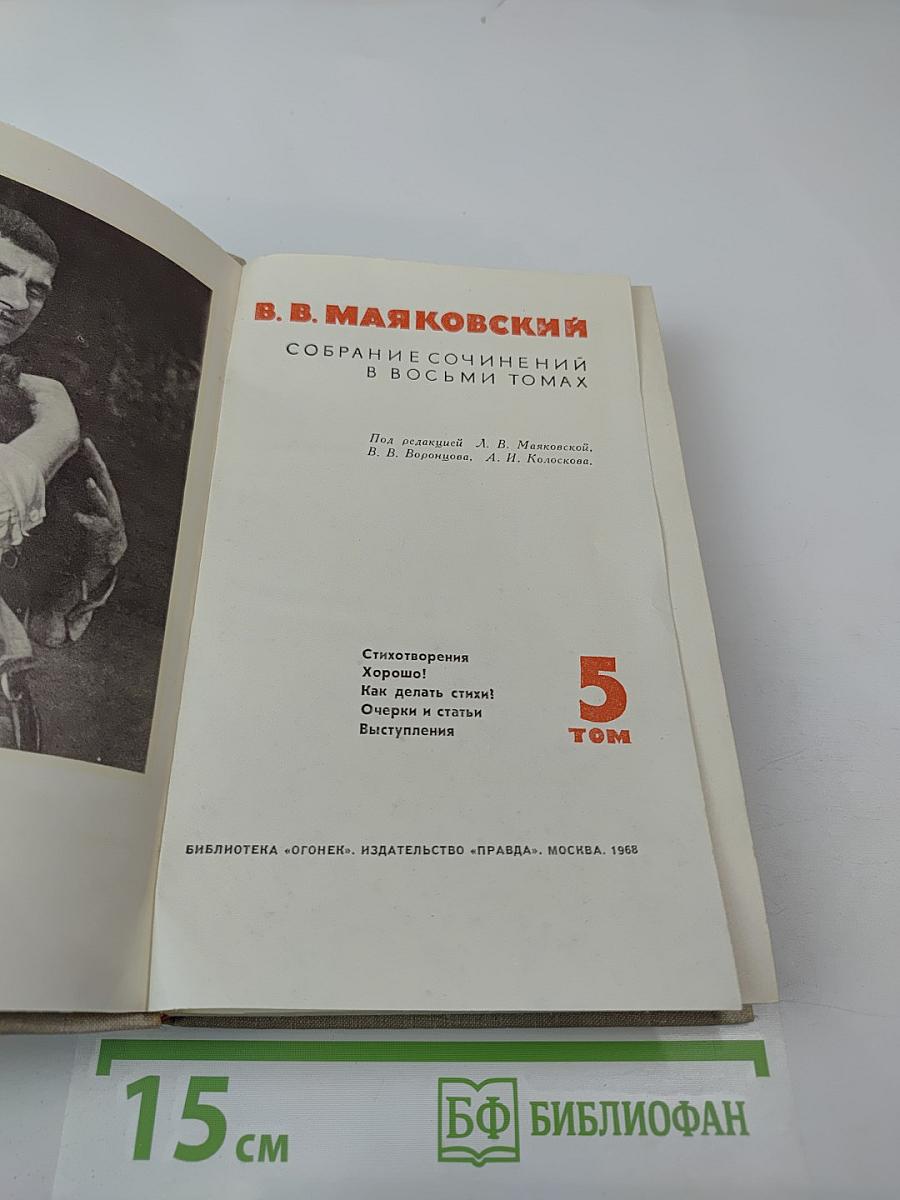 В. В. МАЯКОВСКИЙ
СОБРАНИЕ СОЧИНЕНИЙ
В ВОСЬМИ ТОМАХ
Под редакцией Л. В. Маяковской,
В. В. Воронцова, А. И. Колоскова.
Стихотворения
Хорошо!
Как делать стихи?
Очерки и статьи
Выступления
5
ТОМ
БИБЛИОТЕКА «ОГОНЕК». ИЗДАТЕЛЬСТВО «ПРАВДА». МОСКВА. 1968
15 см
БФ БИБЛИОФАН